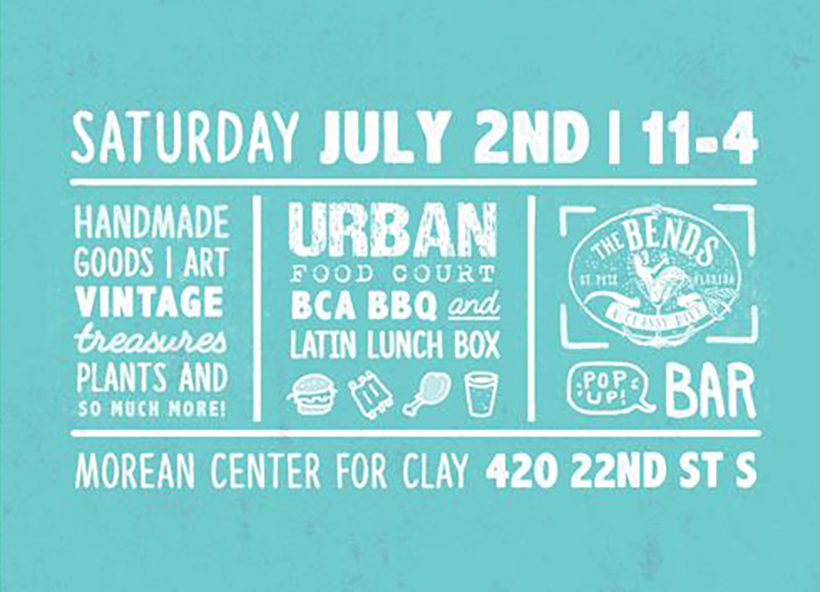 SATURDAY JULY 2ND | 11-4
HANDMADE
GOODS | ART
VINTAGE
treasures
PLANTS AND
SO MUCH MORE!
URBAN
FOOD COURT
BCA BBQ and
LATIN LUNCH BOX
THE BENDS
ST. PETE FLORIDA
A CLASSY DIVE
POP
UP!
BAR
MOREAN CENTER FOR CLAY 420 22ND ST S